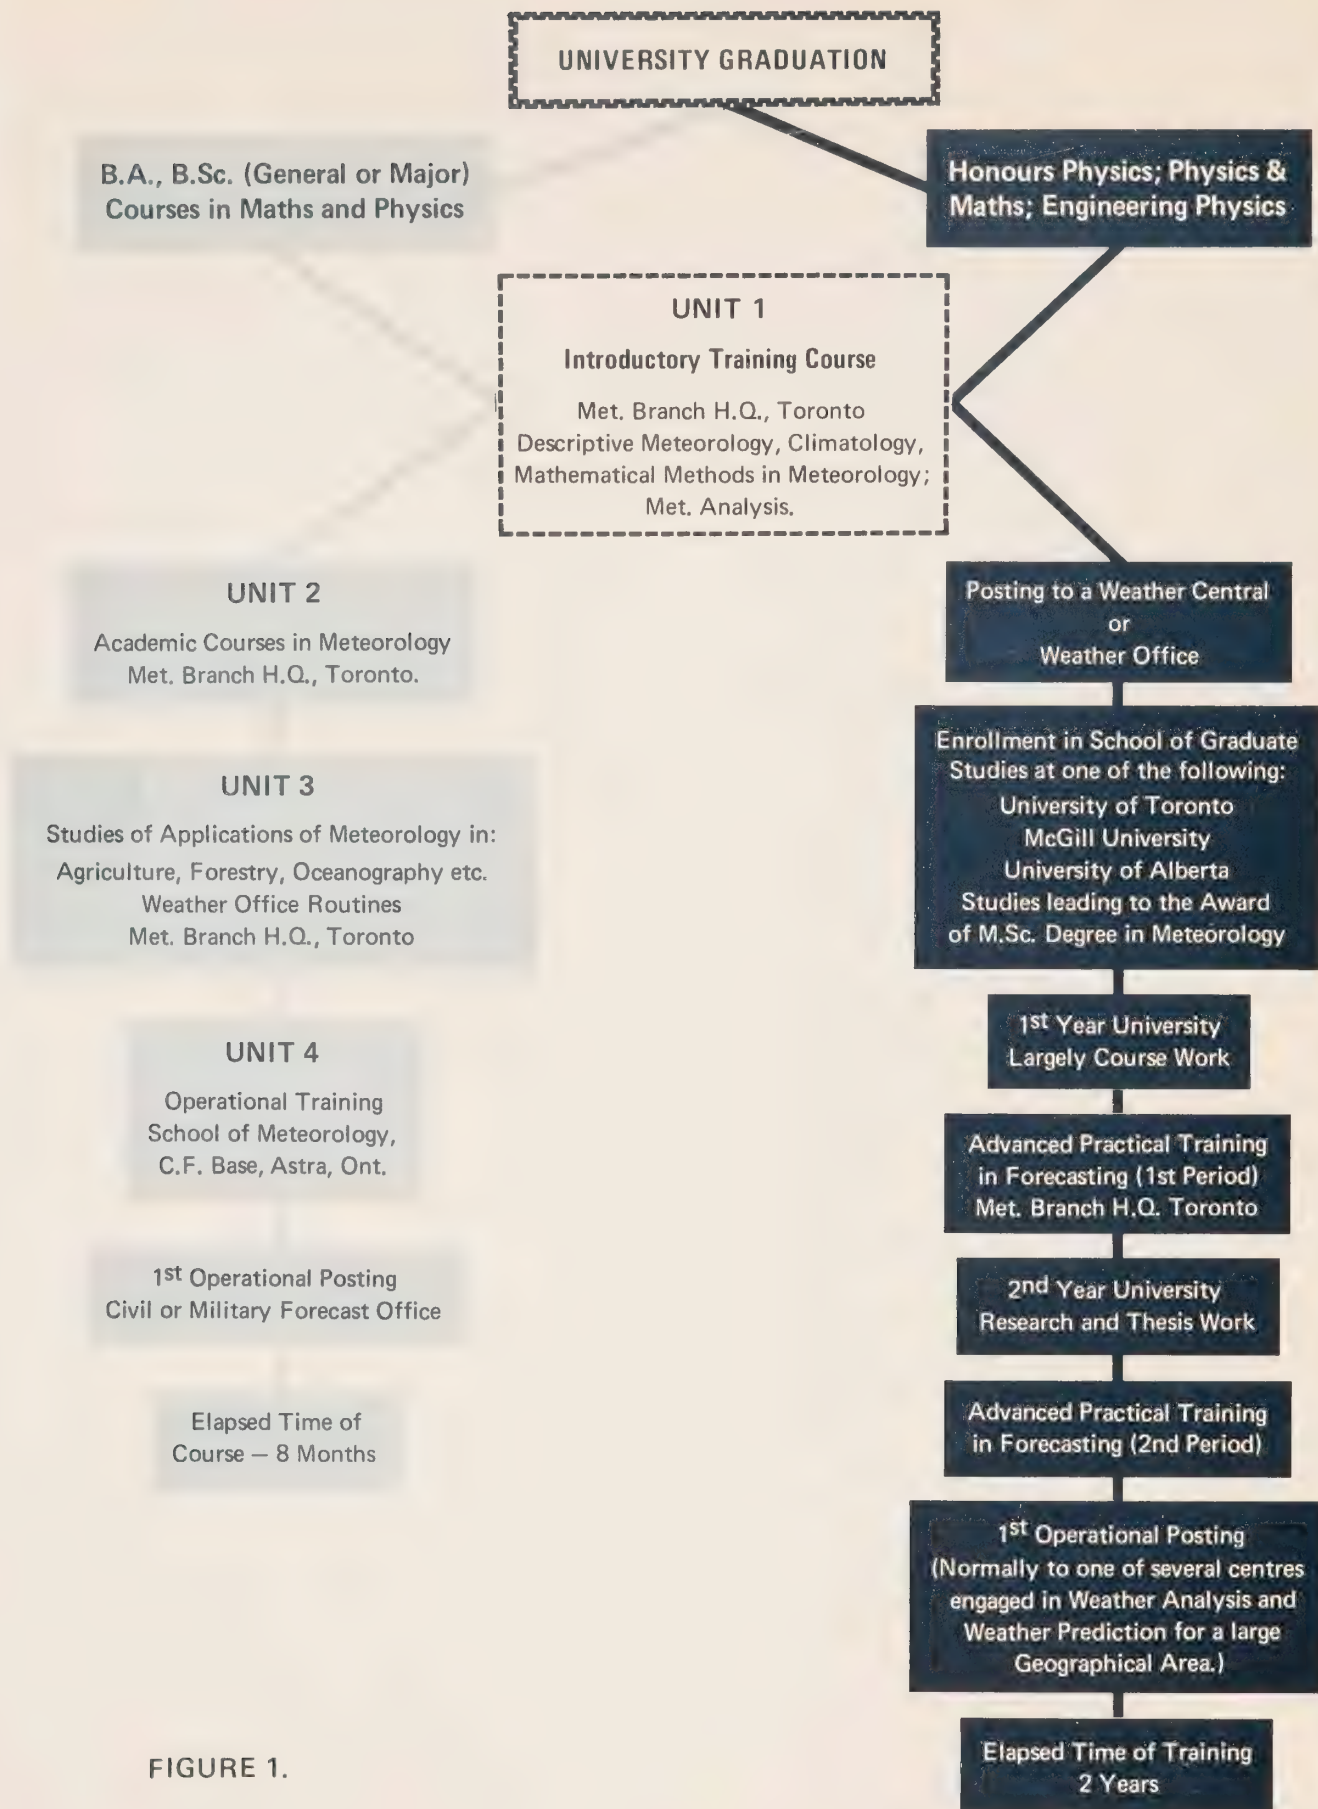 UNIVERSITY GRADUATION
B.A., B.Sc. (General or Major)
Courses in Maths and Physics
Honours Physics; Physics &
Maths; Engineering Physics
UNIT 1
Introductory Training Course
Met. Branch H.Q., Toronto
Descriptive Meteorology, Climatology,
Mathematical Methods in Meteorology;
Met. Analysis.
UNIT 2
Academic Courses in Meteorology
Met. Branch H.Q., Toronto.
UNIT 3
Studies of Applications of Meteorology in:
Agriculture, Forestry, Oceanography etc.
Weather Office Routines
Met. Branch H.Q., Toronto
UNIT 4
Operational Training
School of Meteorology,
C.F. Base, Astra, Ont.
1st Operational Posting
Civil or Military Forecast Office
Elapsed Time of
Course — 8 Months
Posting to a Weather Central
or
Weather Office
Enrollment in School of Graduate
Studies at one of the following:
University of Toronto
McGill University
University of Alberta
Studies leading to the Award
of M.Sc. Degree in Meteorology
1st Year University
Largely Course Work
Advanced Practical Training
in Forecasting (1st Period)
Met. Branch H.Q. Toronto
2nd Year University
Research and Thesis Work
Advanced Practical Training
in Forecasting (2nd Period)
1st Operational Posting
(Normally to one of several centres
engaged in Weather Analysis and
Weather Prediction for a large
Geographical Area.)
Elapsed Time of Training
2 Years
FIGURE 1.